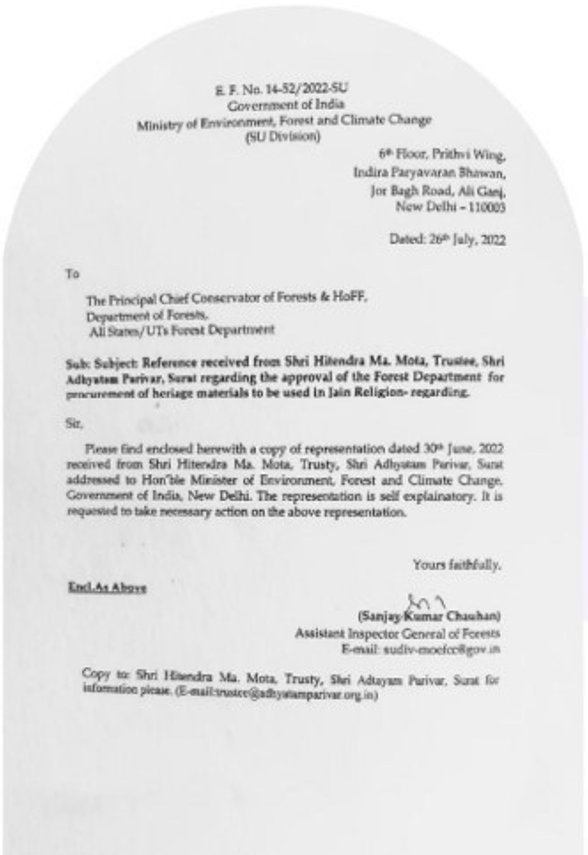 E. F. No. 14-52/2022-SU
Government of India
Ministry of Environment, Forest and Climate Change
(SU Division)
6th Floor, Prithvi Wing,
Indira Paryavaran Bhawan,
Jor Bagh Road, Ali Ganj,
New Delhi – 110003
Dated: 26th July, 2022
To
The Principal Chief Conservator of Forests & HoFF,
Department of Forests,
All States/UTs Forest Department
Sub: Subject: Reference received from Shri Hitendra Ma. Mota, Trustee, Shri
Adhyatam Parivar, Surat regarding the approval of the Forest Department for
procurement of heriage materials to be used in Jain Religion- regarding.
Sir,
Please find enclosed herewith a copy of representation dated 30th June, 2022
received from Shri Hitendra Ma. Mota, Trusty, Shri Adhyatam Parivar, Surat
addressed to Hon'ble Minister of Environment, Forest and Climate Change,
Government of India, New Delhi. The representation is self explainatory. It is
requested to take necessary action on the above representation.
Yours faithfully,
Encl.As Above
(Sanjay Kumar Chauhan)
Assistant Inspector General of Forests
E-mail: sudiv-moefcc@gov.in
Copy to: Shri Hitendra Ma. Mota, Trusty, Shri Adtayam Parivar, Surat for
information please. (E-mail:trustee@adhyatamparivar.org.in)